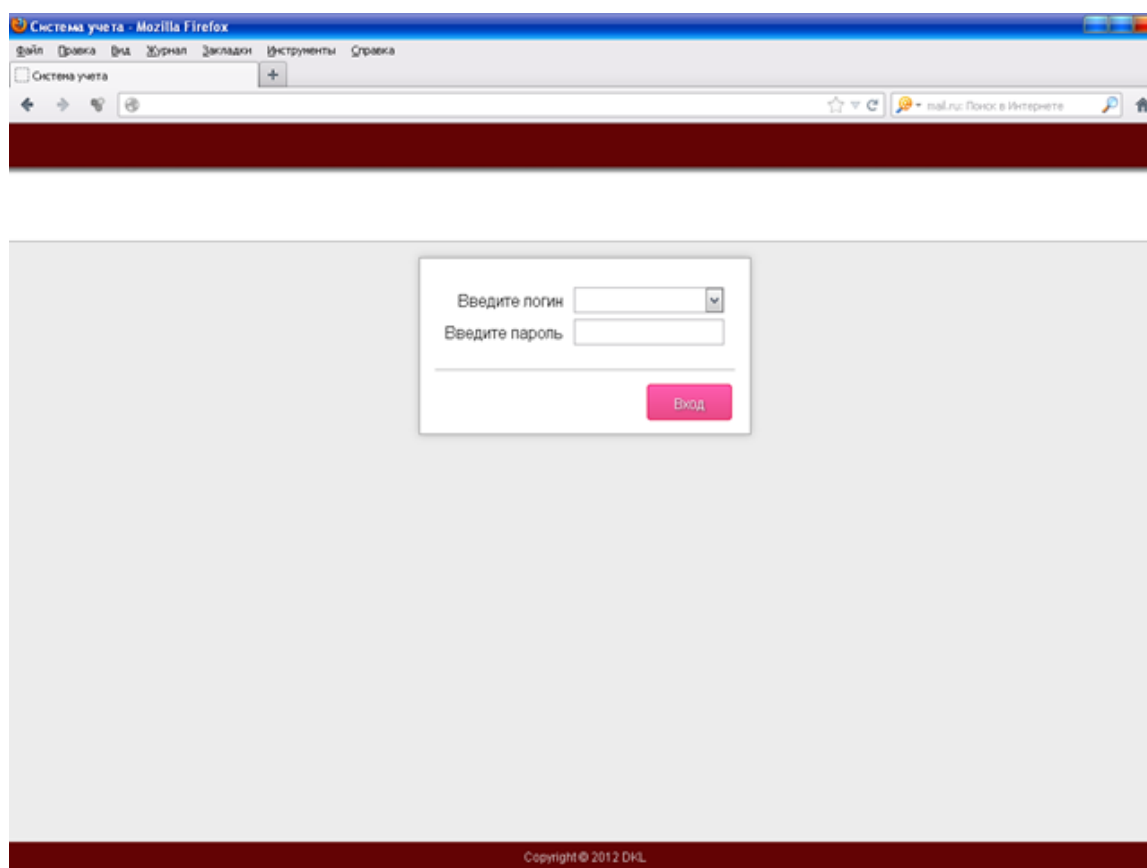 Система учета - Mozilla Firefox
Файл Правка Вид Журнал Закладки Инструменты Справка
Система учета +
mail.ru: Поиск в Интернете
Введите логин
Введите пароль
Вход
Copyright © 2012 DKL